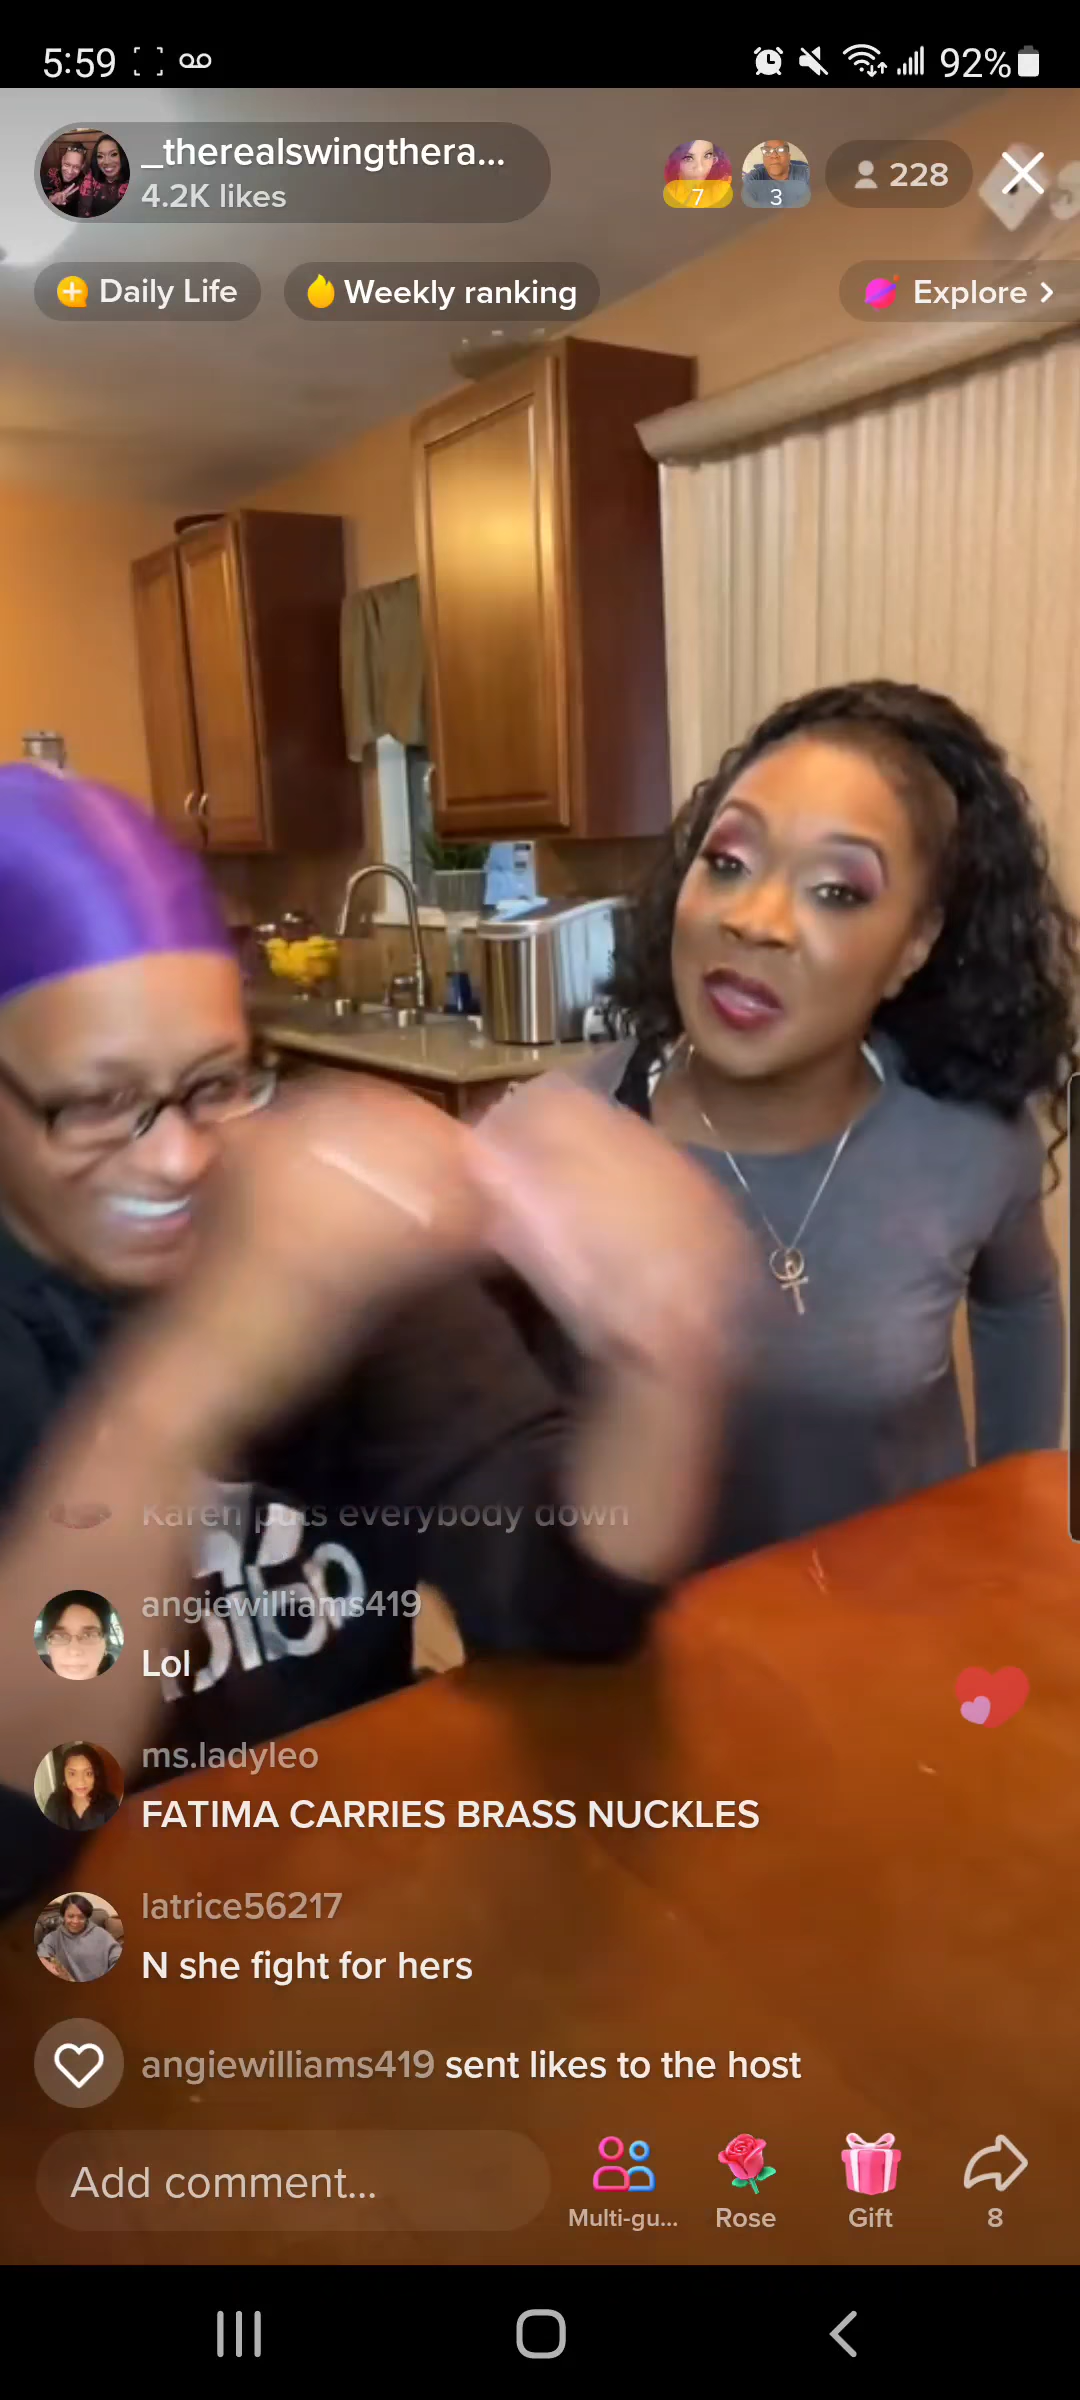 5:59
92%
_therealswingthera...
4.2K likes
7
3
228
Daily Life
Weekly ranking
Explore >
Karen puts everybody down
angiewilliams419
Lol
ms.ladyleo
FATIMA CARRIES BRASS NUCKLES
latrice56217
N she fight for hers
angiewilliams419 sent likes to the host
Add comment...
Multi-gu...
Rose
Gift
8